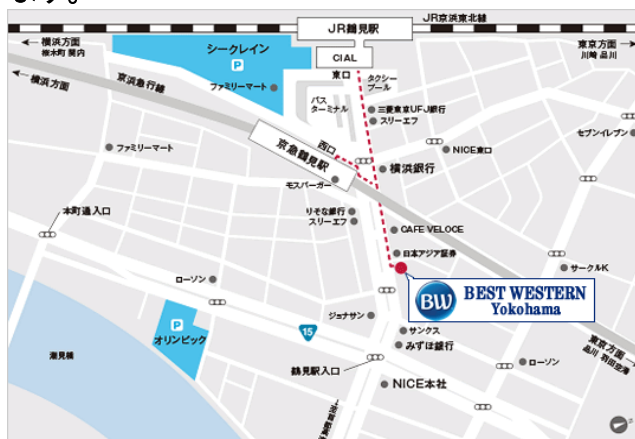 ます。
JR鶴見駅
JR京浜東北線
横浜方面
桜木町 関内
東京方面
川崎 品川
シークレイン
P
CIAL
東口
タクシー
プール
横浜方面
京浜急行線
ファミリーマート
バス
ターミナル
三菱東京UFJ銀行
スリーエフ
セブンイレブン
ファミリーマート
西口
京急鶴見駅
NICE東口
横浜銀行
モスバーガー
本町通入口
りそな銀行
スリーエフ
CAFE VELOCE
日本アジア証券
ローソン
サークルK
BW
BEST WESTERN
Yokohama
P
オリンピック
15
ジョナサン
サンクス
みずほ銀行
東京方面
品川 羽田空港
潮見橋
鶴見駅入口
ローソン
NICE本社